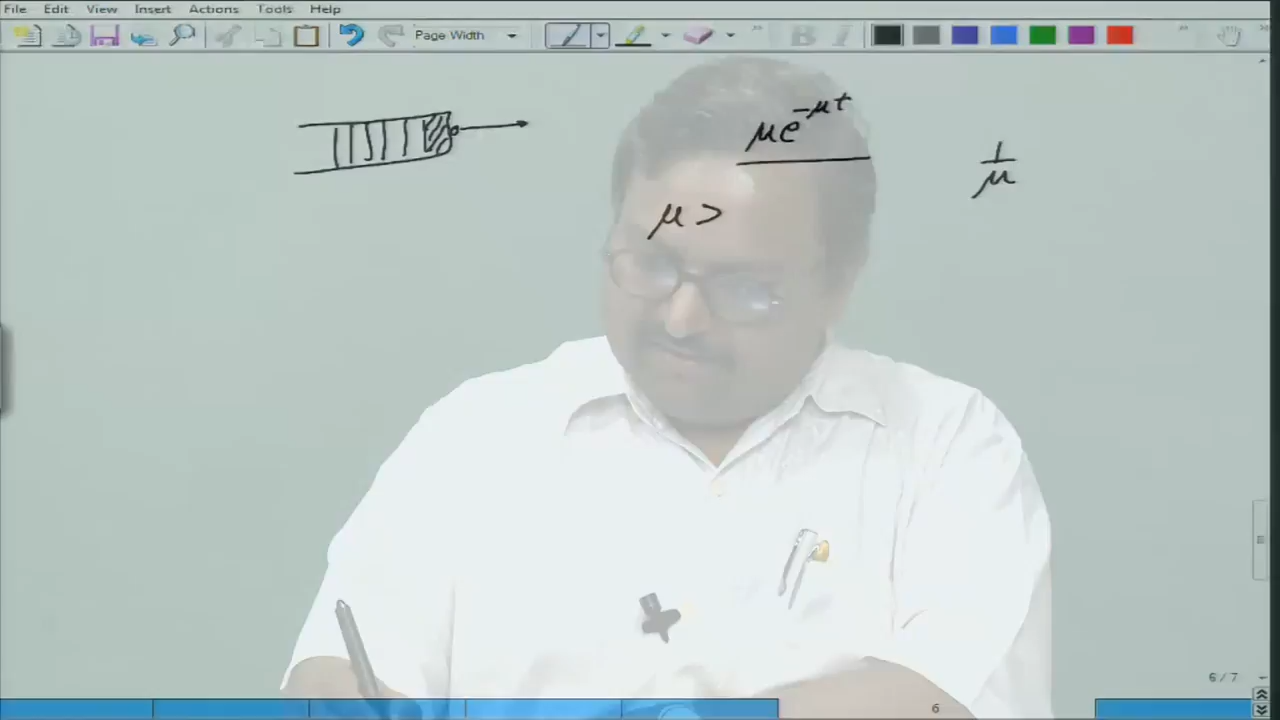 File Edit View Insert Actions Tools Help
Page Width
μe^{-μt}
1/μ
μ >
6 / 7
6